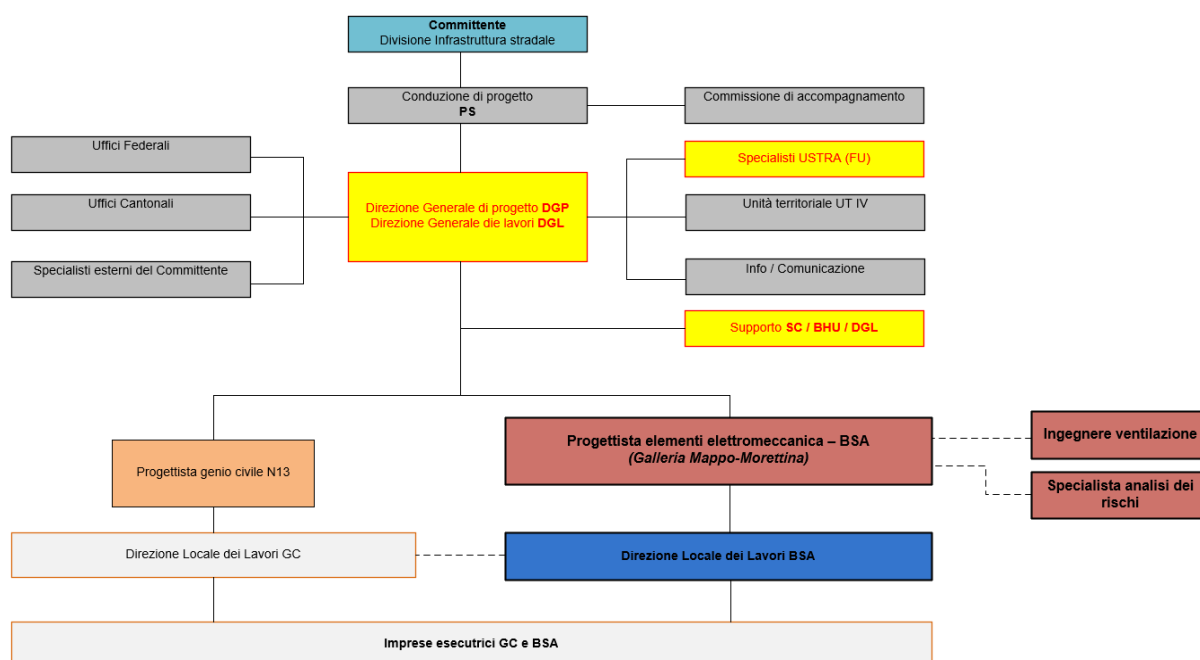 Committente
Divisione Infrastruttura stradale
Conduzione di progetto
PS
Commissione di accompagnamento
Uffici Federali
Specialisti USTRA (FU)
Direzione Generale di progetto DGP
Direzione Generale die lavori DGL
Uffici Cantonali
Unità territoriale UT IV
Specialisti esterni del Committente
Info / Comunicazione
Supporto SC / BHU / DGL
Progettista genio civile N13
Progettista elementi elettromeccanica – BSA
(Galleria Mappo-Morettina)
Ingegnere ventilazione
Specialista analisi dei
rischi
Direzione Locale dei Lavori GC
Direzione Locale dei Lavori BSA
Imprese esecutrici GC e BSA